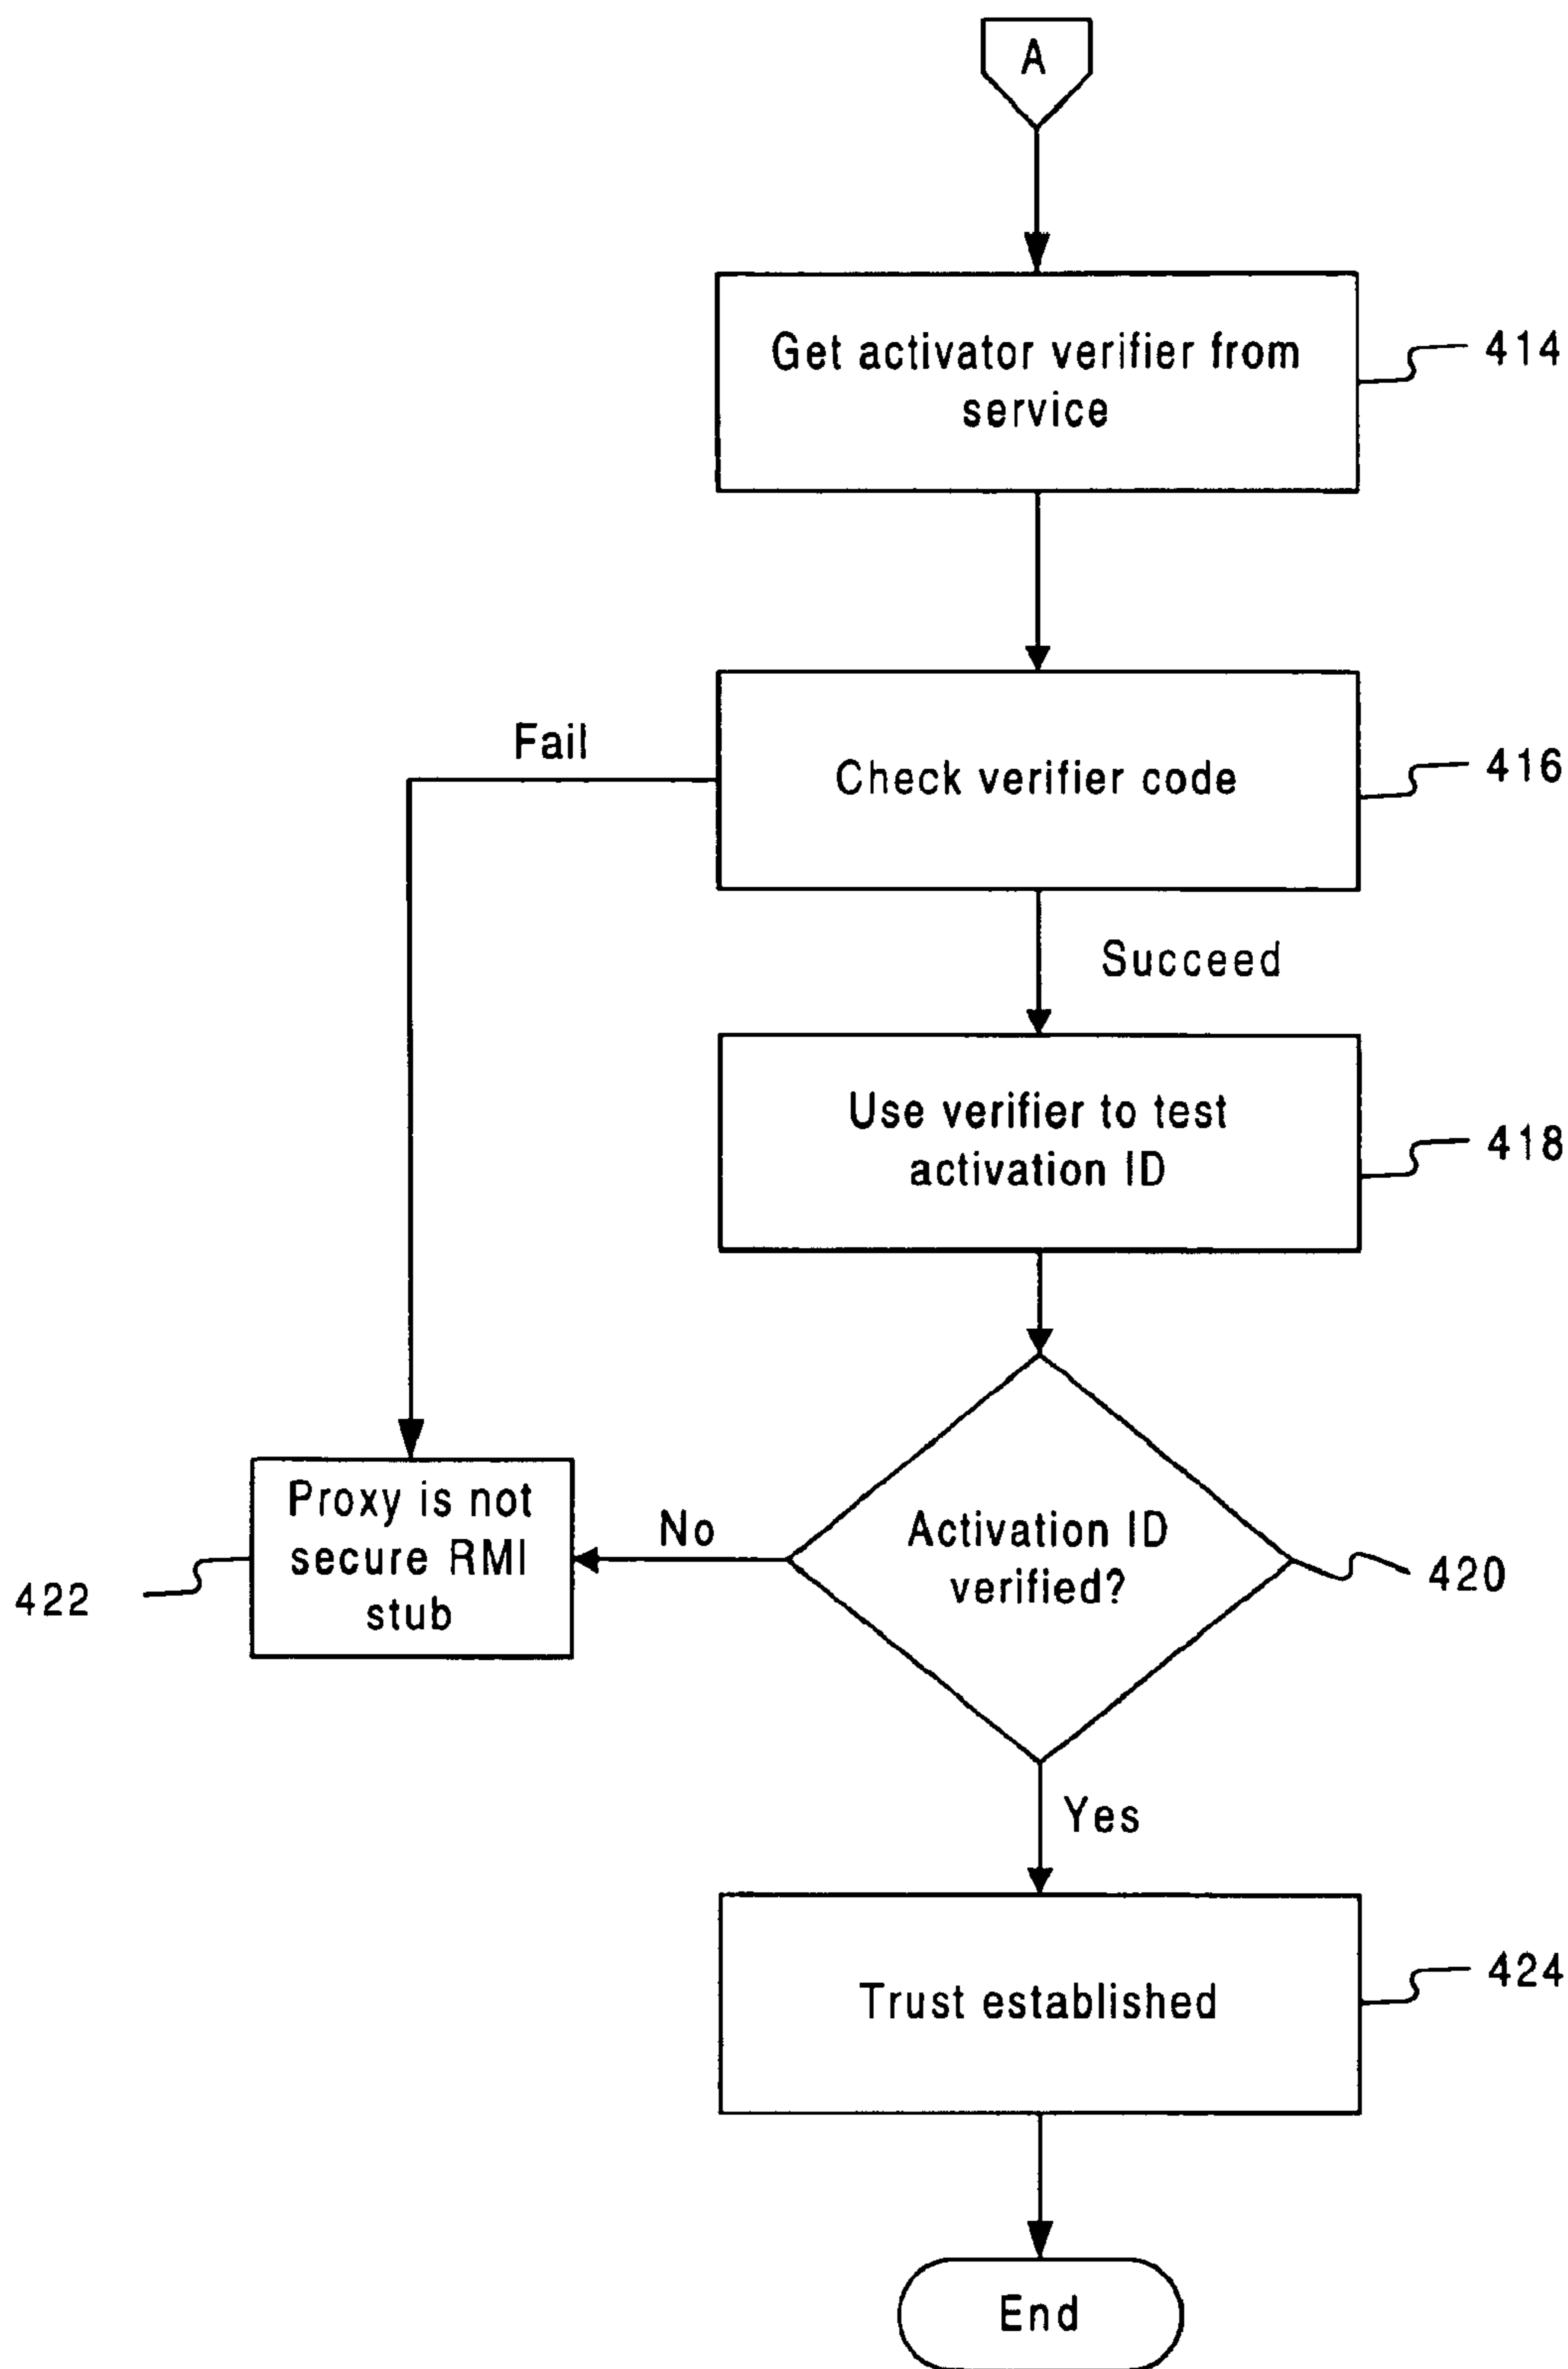 A
Get activator verifier from
service
414
Fail
Check verifier code
416
Succeed
Use verifier to test
activation ID
418
Proxy is not
secure RMI
stub
422
No
Activation ID
verified?
420
Yes
Trust established
424
End